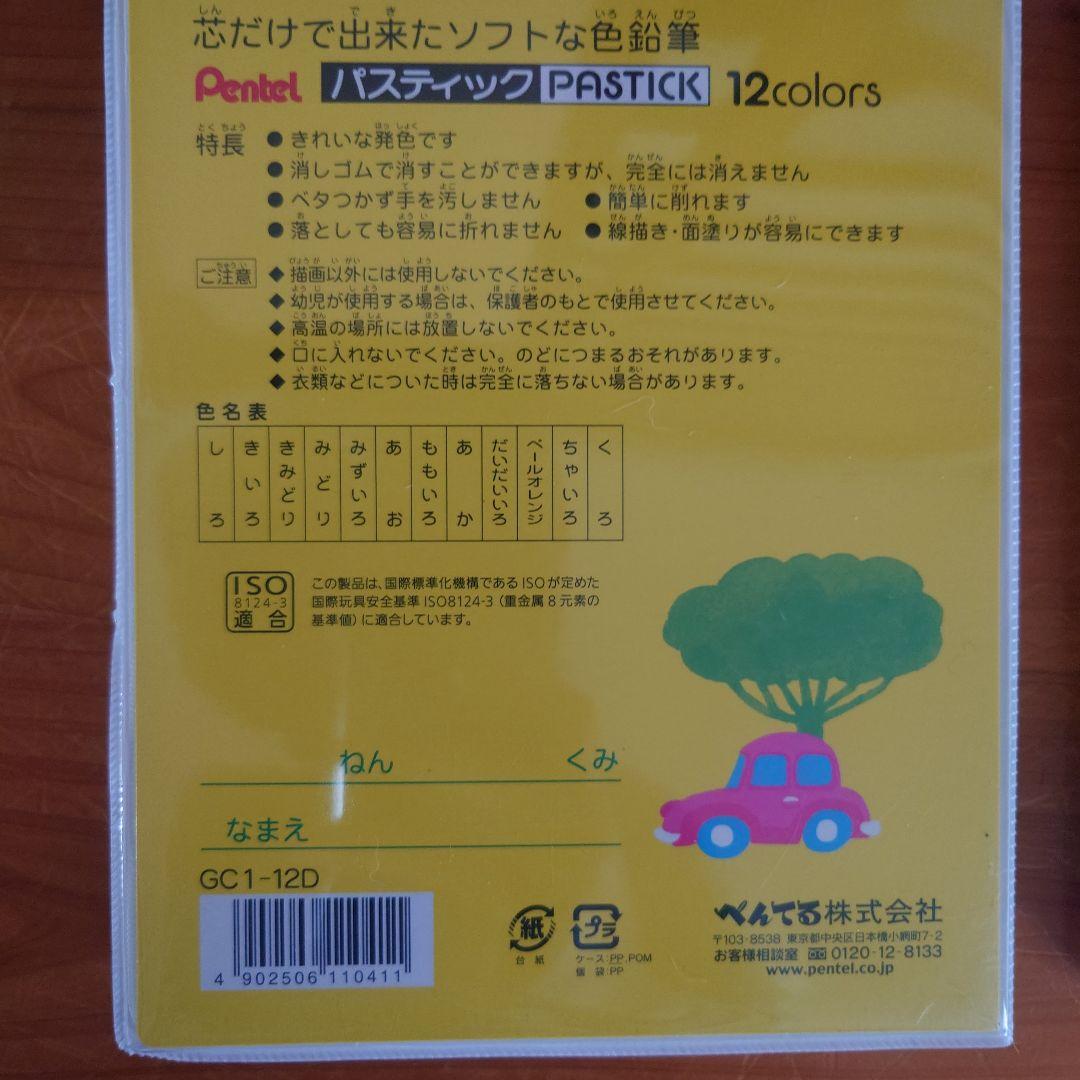 芯だけで出来たソフトな色鉛筆
Pentel パスティック PASTICK 12colors
特長
● きれいな発色です
● 消しゴムで消すことができますが、完全には消えません
● ベタつかず手を汚しません ● 簡単に削れます
● 落としても容易に折れません ● 線描き・面塗りが容易にできます
ご注意
◆ 描画以外には使用しないでください。
◆ 幼児が使用する場合は、保護者のもとで使用させてください。
◆ 高温の場所には放置しないでください。
◆ 口に入れないでください。のどにつまるおそれがあります。
◆ 衣類などについた時は完全に落ちない場合があります。
色名表
しろ
きいろ
きみどり
みどり
みずいろ
あお
ももいろ
あか
だいだいいろ
ペールオレンジ
ちゃいろ
くろ
ISO
8124-3
適合
この製品は、国際標準化機構であるISOが定めた
国際玩具安全基準ISO8124-3（重金属8元素の
基準値）に適合しています。
ねん くみ
なまえ
GC1-12D
4 902506 110411
紙
台紙
プラ
ケース:PP,POM
個袋:PP
ぺんてる株式会社
〒103-8538 東京都中央区日本橋小網町7-2
お客様相談室 0120-12-8133
www.pentel.co.jp